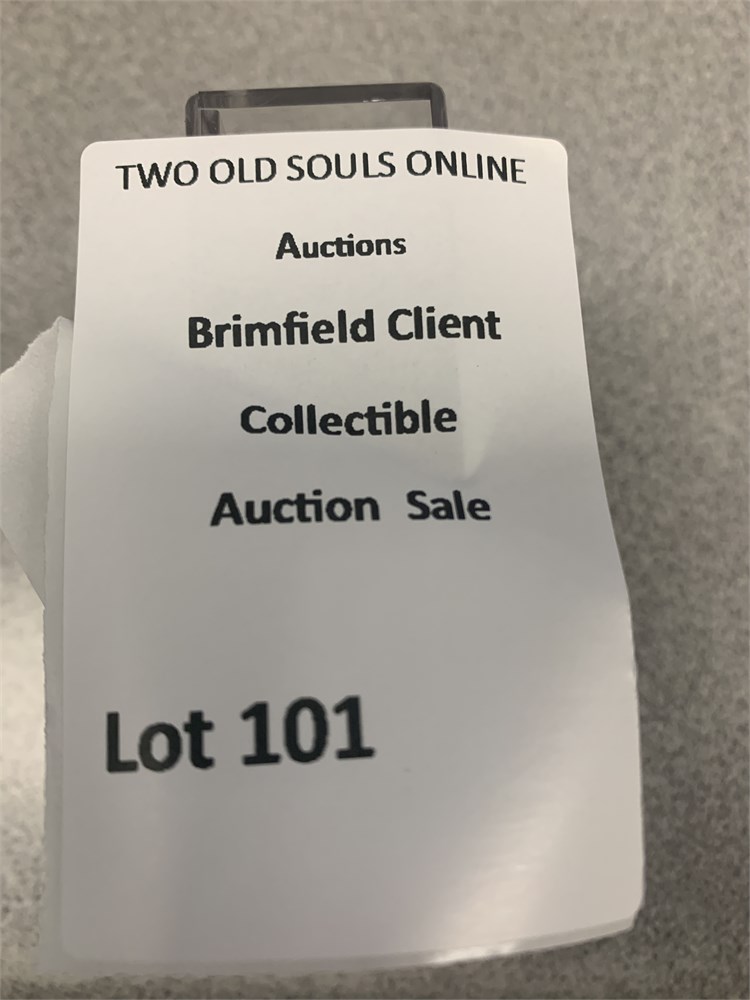 TWO OLD SOULS ONLINE
Auctions
Brimfield Client
Collectible
Auction Sale
Lot 101